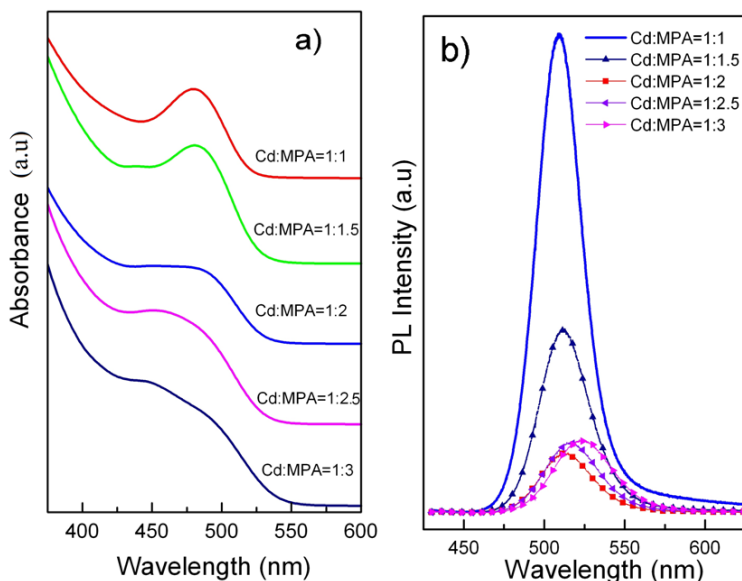 a)
Cd:MPA=1:1
Cd:MPA=1:1.5
Cd:MPA=1:2
Cd:MPA=1:2.5
Cd:MPA=1:3
Absorbance (a.u)
400 450 500 550 600
Wavelength (nm)
b)
Cd:MPA=1:1
Cd:MPA=1:1.5
Cd:MPA=1:2
Cd:MPA=1:2.5
Cd:MPA=1:3
PL Intensity (a.u)
450 500 550 600
Wavelength (nm)